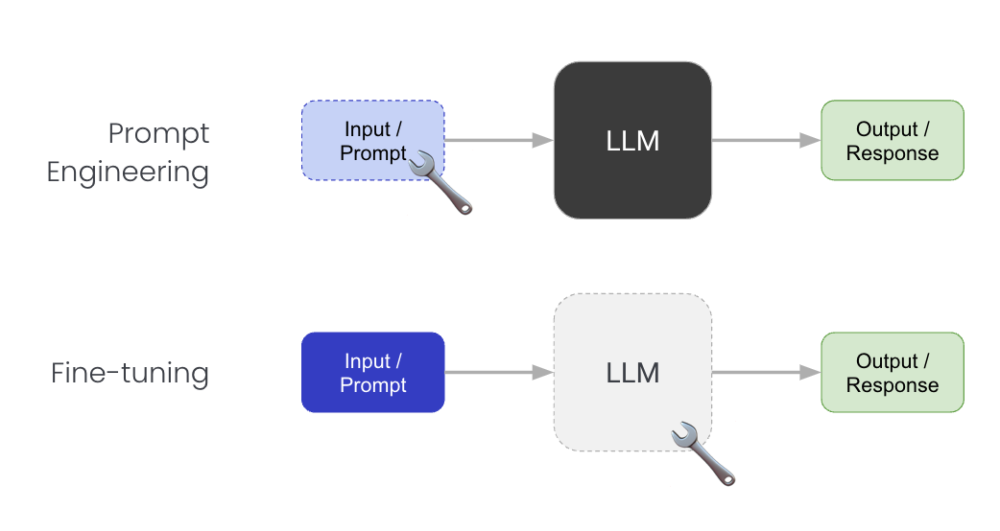 Prompt
Engineering
Input /
Prompt
LLM
Output /
Response
Fine-tuning
Input /
Prompt
LLM
Output /
Response